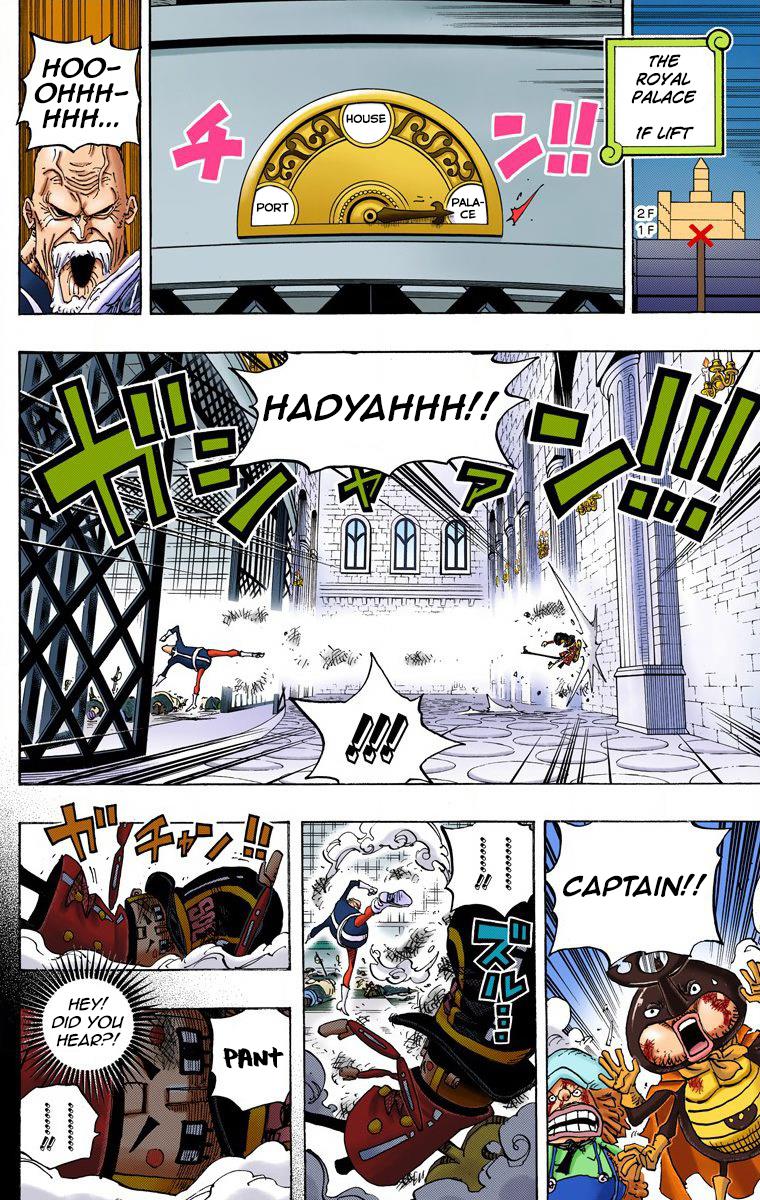 THE
ROYAL
PALACE
1F LIFT
2F
1F
チン!!
HOUSE
PORT
PALA-
CE
HOO-
OHHH-
HHH...
HADYAHHH!!
ガシャァン!!!
!!!!
CAPTAIN!!
.........!!
ズル...
ガチャン!!
HEY!
DID YOU
HEAR?!
PANT
.........!!